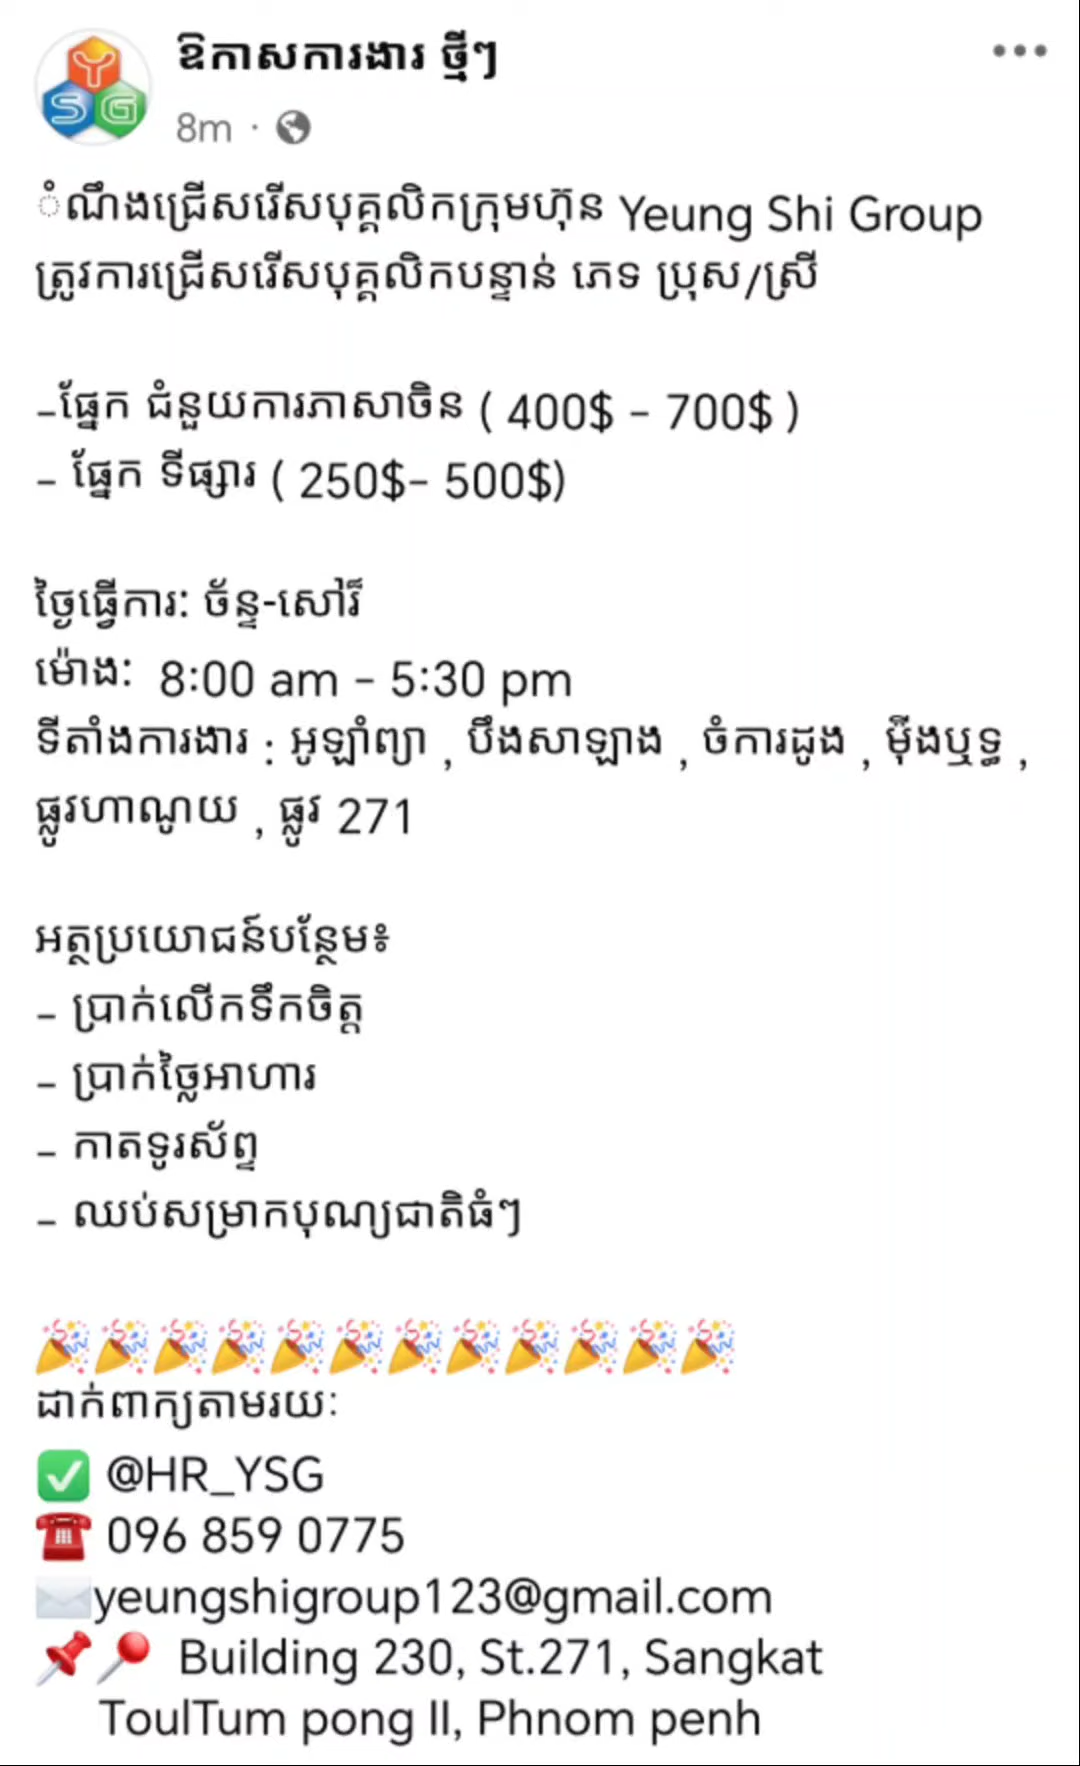 YSG
ឱកាសការងារ ថ្មីៗ
8m ·
ំណឹងជ្រើសរើសបុគ្គលិកក្រុមហ៊ុន Yeung Shi Group
ត្រូវការជ្រើសរើសបុគ្គលិកបន្ទាន់ ភេទ ប្រុស/ស្រី
-ផ្នែក ជំនួយការភាសាចិន ( 400$ - 700$ )
- ផ្នែក ទីផ្សារ ( 250$- 500$)
ថ្ងៃធ្វើការ: ច័ន្ទ-សៅរ៍
ម៉ោង:  8:00 am - 5:30 pm
ទីតាំងការងារ : អូឡាំព្យា , បឹងសាឡាង , ចំការដូង , ម៉ុីងឬទ្ធ ,
ផ្លូវហាណូយ , ផ្លូវ 271
អត្ថប្រយោជន៍បន្ថែម៖
- ប្រាក់លើកទឹកចិត្ត
- ប្រាក់ថ្លៃអាហារ
- កាតទូរស័ព្ទ
- ឈប់សម្រាកបុណ្យជាតិធំៗ
🎉🎉🎉🎉🎉🎉🎉🎉🎉🎉🎉🎉
ដាក់ពាក្យតាមរយៈ
✅ @HR_YSG
☎️ 096 859 0775
✉️yeungshigroup123@gmail.com
📌📍 Building 230, St.271, Sangkat
ToulTum pong II, Phnom penh